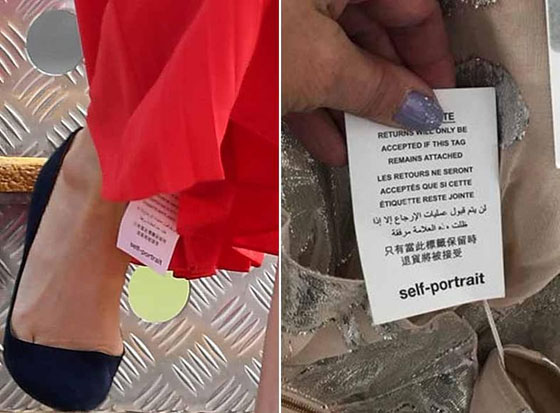 self-portrait
RETURNS WILL ONLY BE
ACCEPTED IF THIS TAG
REMAINS ATTACHED
LES RETOURS NE SERONT
ACCEPTÉS QUE SI CETTE
ÉTIQUETTE RESTE JOINTE
لن يتم قبول عمليات الإرجاع إلا إذا
ظلت هذه العلامة مرفقة
只有當此標籤保留時
退貨將被接受
self-portrait